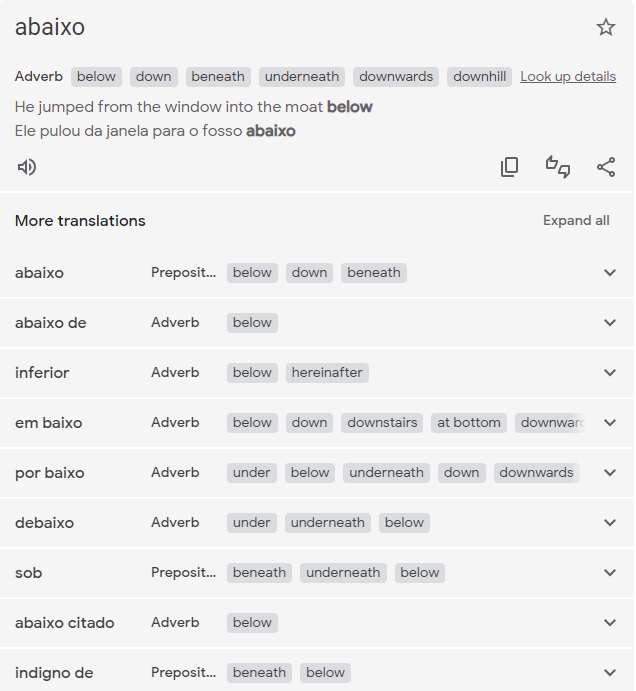 abaixo
Adverb below down beneath underneath downwards downhill Look up details
He jumped from the window into the moat below
Ele pulou da janela para o fosso abaixo
More translations Expand all
abaixo Preposit... below down beneath
abaixo de Adverb below
inferior Adverb below hereinafter
em baixo Adverb below down downstairs at bottom downward
por baixo Adverb under below underneath down downwards
debaixo Adverb under underneath below
sob Preposit... beneath underneath below
abaixo citado Adverb below
indigno de Preposit... beneath below